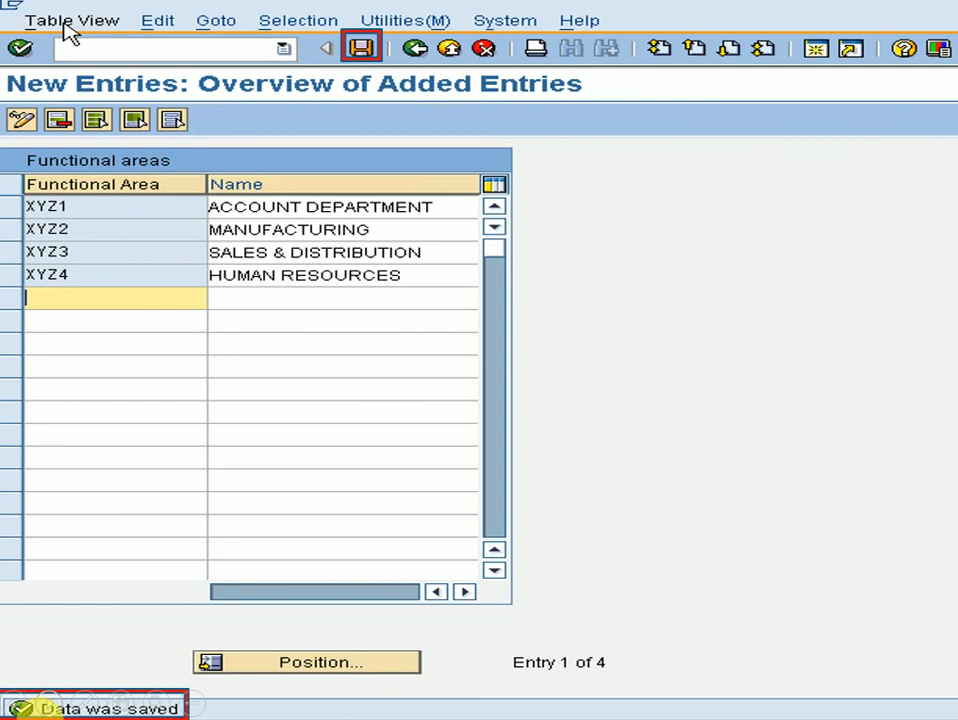 Table View Edit Goto Selection Utilities(M) System Help
New Entries: Overview of Added Entries
Functional areas
Functional Area Name
XYZ1 ACCOUNT DEPARTMENT
XYZ2 MANUFACTURING
XYZ3 SALES & DISTRIBUTION
XYZ4 HUMAN RESOURCES
Position... Entry 1 of 4
Data was saved